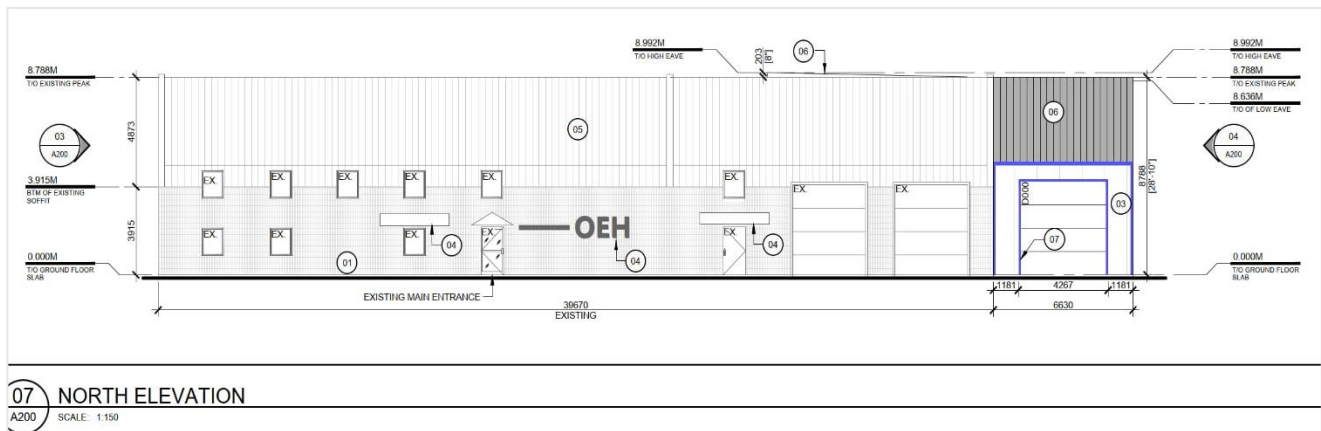 8.992M
T/O HIGH EAVE
203
[8"]
06
8.992M
T/O HIGH EAVE
8.788M
T/O EXISTING PEAK
8.788M
T/O EXISTING PEAK
8.636M
T/O OF LOW EAVE
06
05
4873
03
A200
04
A200
3.915M
BTM OF EXISTING
SOFFIT
EX.
EX.
EX.
EX.
EX.
EX.
EX.
EX.
D000
8788
[28'-10"]
03
3915
EX.
EX.
EX.
EX.
EX.
OEH
04
04
04
07
01
0.000M
T/O GROUND FLOOR
SLAB
0.000M
T/O GROUND FLOOR
SLAB
EXISTING MAIN ENTRANCE
1181
4267
1181
39670
EXISTING
6630
07
A200
NORTH ELEVATION
SCALE: 1:150